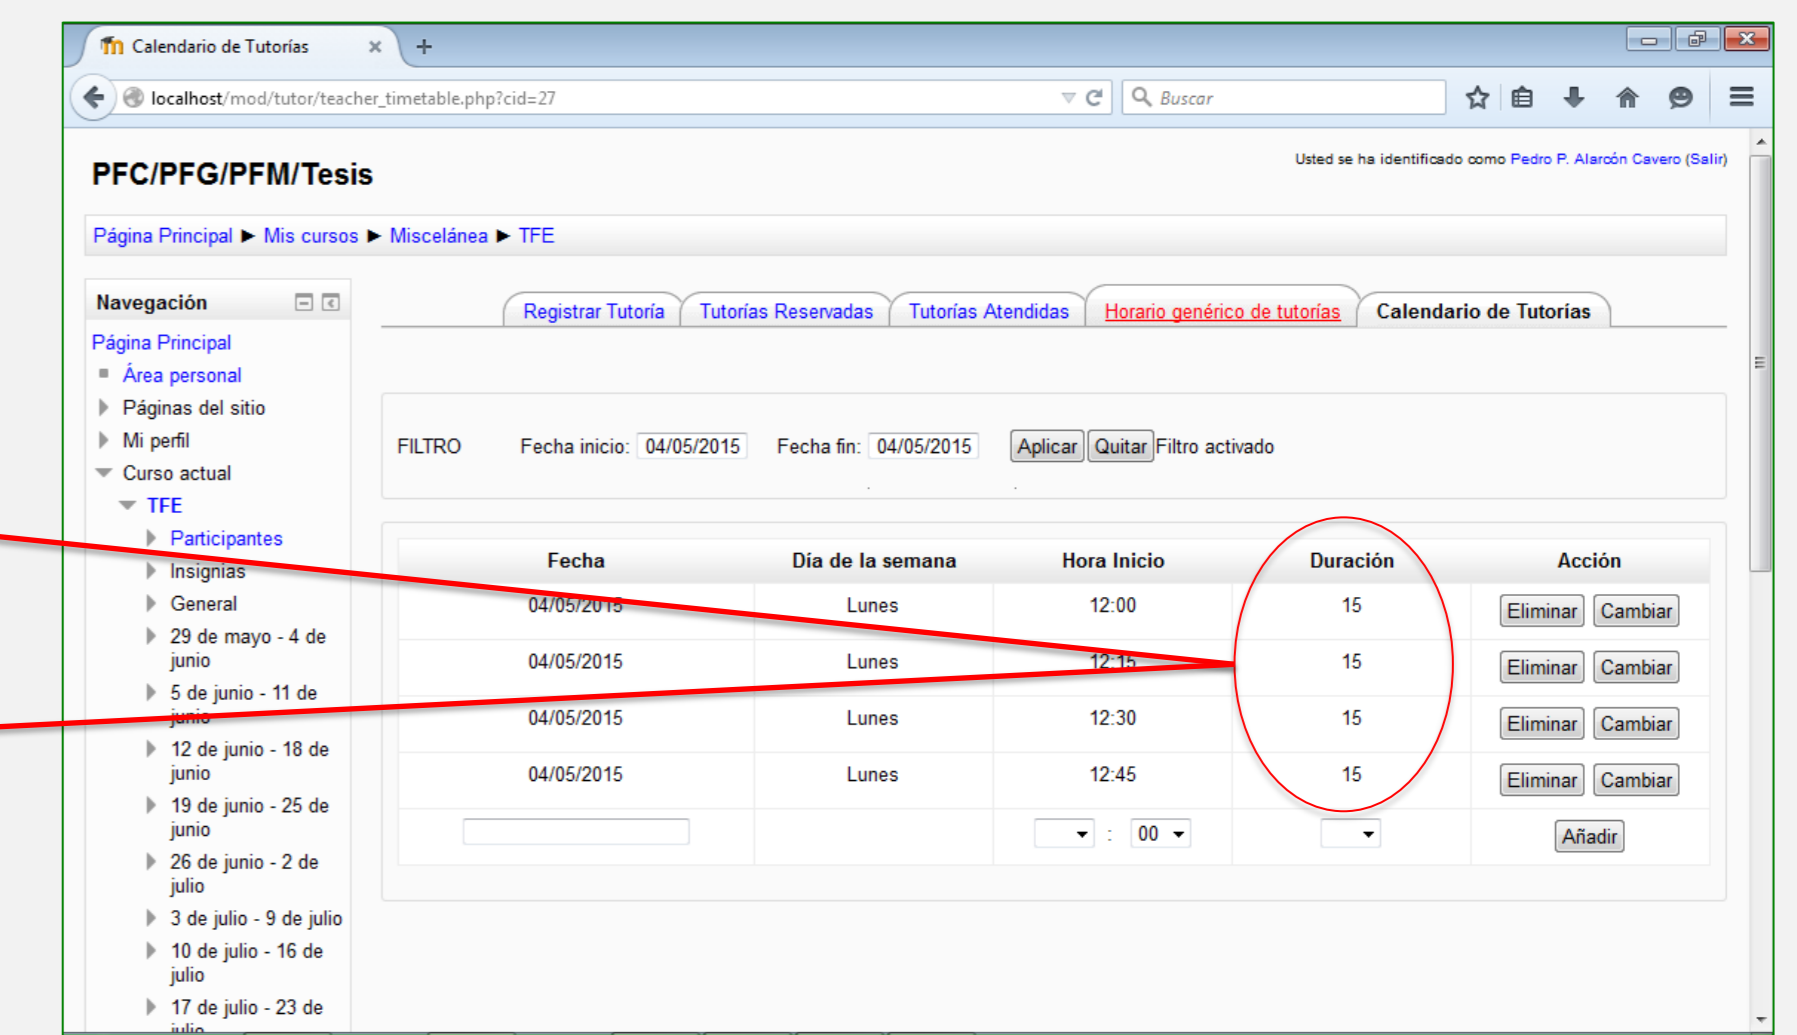 Calendario de Tutorías
localhost/mod/tutor/teacher_timetable.php?cid=27
Buscar
PFC/PFG/PFM/Tesis
Usted se ha identificado como Pedro P. Alarcón Cavero (Salir)
Página Principal ► Mis cursos ► Miscelánea ► TFE
Navegación
Página Principal
Área personal
Páginas del sitio
Mi perfil
Curso actual
TFE
Participantes
Insignias
General
29 de mayo - 4 de
junio
5 de junio - 11 de
junio
12 de junio - 18 de
junio
19 de junio - 25 de
junio
26 de junio - 2 de
julio
3 de julio - 9 de julio
10 de julio - 16 de
julio
17 de julio - 23 de
julio
Registrar Tutoría Tutorías Reservadas Tutorías Atendidas Horario genérico de tutorías Calendario de Tutorías
FILTRO Fecha inicio: 04/05/2015 Fecha fin: 04/05/2015 Aplicar Quitar Filtro activado
Fecha Día de la semana Hora Inicio Duración Acción
04/05/2015 Lunes 12:00 15 Eliminar Cambiar
04/05/2015 Lunes 12:15 15 Eliminar Cambiar
04/05/2015 Lunes 12:30 15 Eliminar Cambiar
04/05/2015 Lunes 12:45 15 Eliminar Cambiar
: 00 Añadir